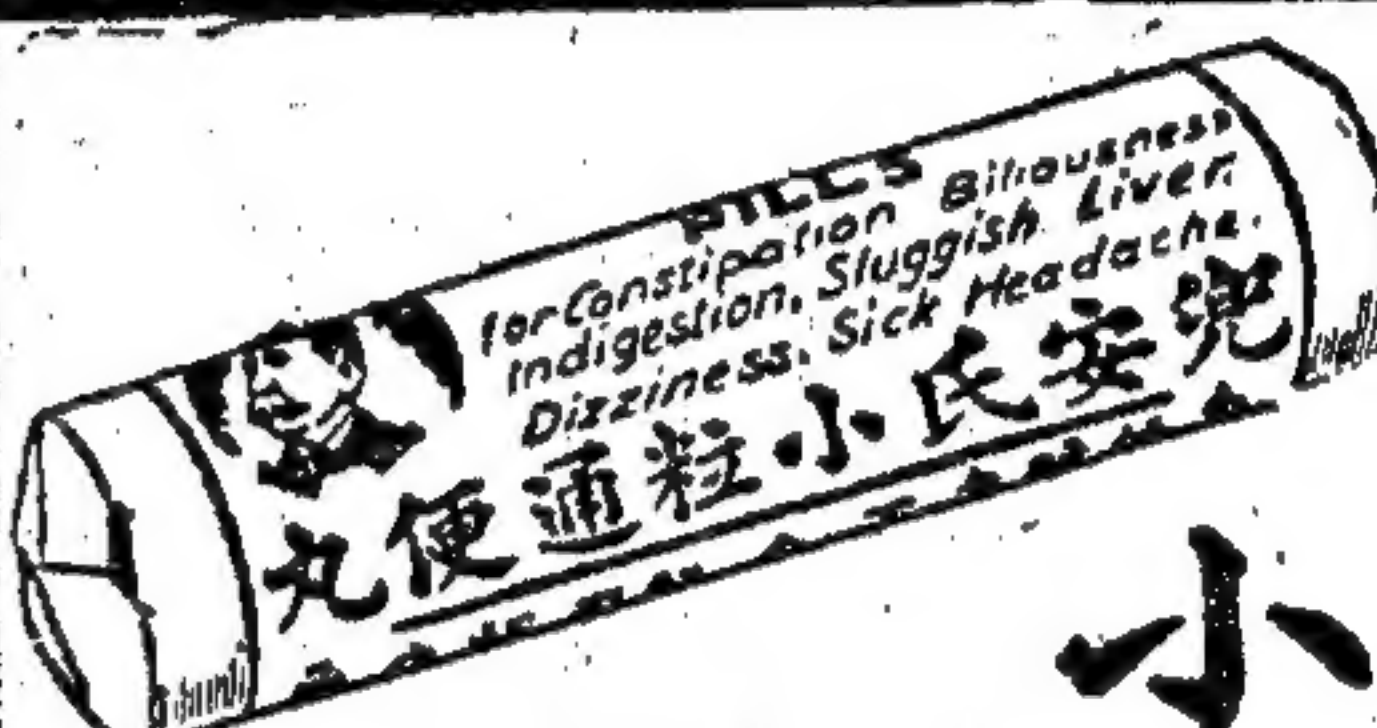 PILLS
for Constipation Biliousness
Indigestion, Sluggish Liver,
Dizziness, Sick Headache.
兜安氏小粒通便丸
小